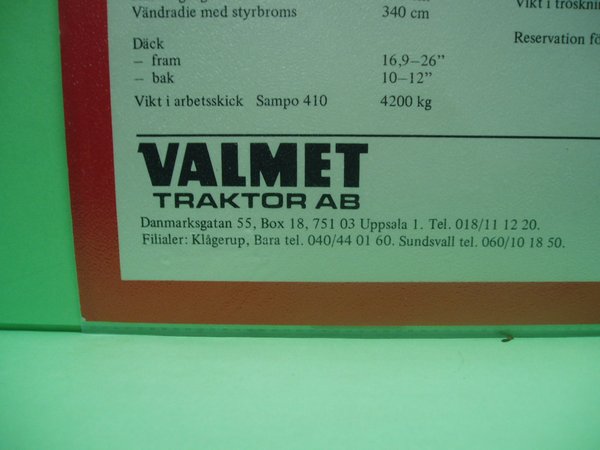 Vändradie med styrbroms 340 cm
Däck
– fram 16,9–26”
– bak 10–12”
Vikt i arbetsskick Sampo 410 4200 kg
Vikt i
Reservation
VALMET
TRAKTOR AB
Danmarksgatan 55, Box 18, 751 03 Uppsala 1. Tel. 018/11 12 20.
Filialer: Klågerup, Bara tel. 040/44 01 60. Sundsvall tel. 060/10 18 50.